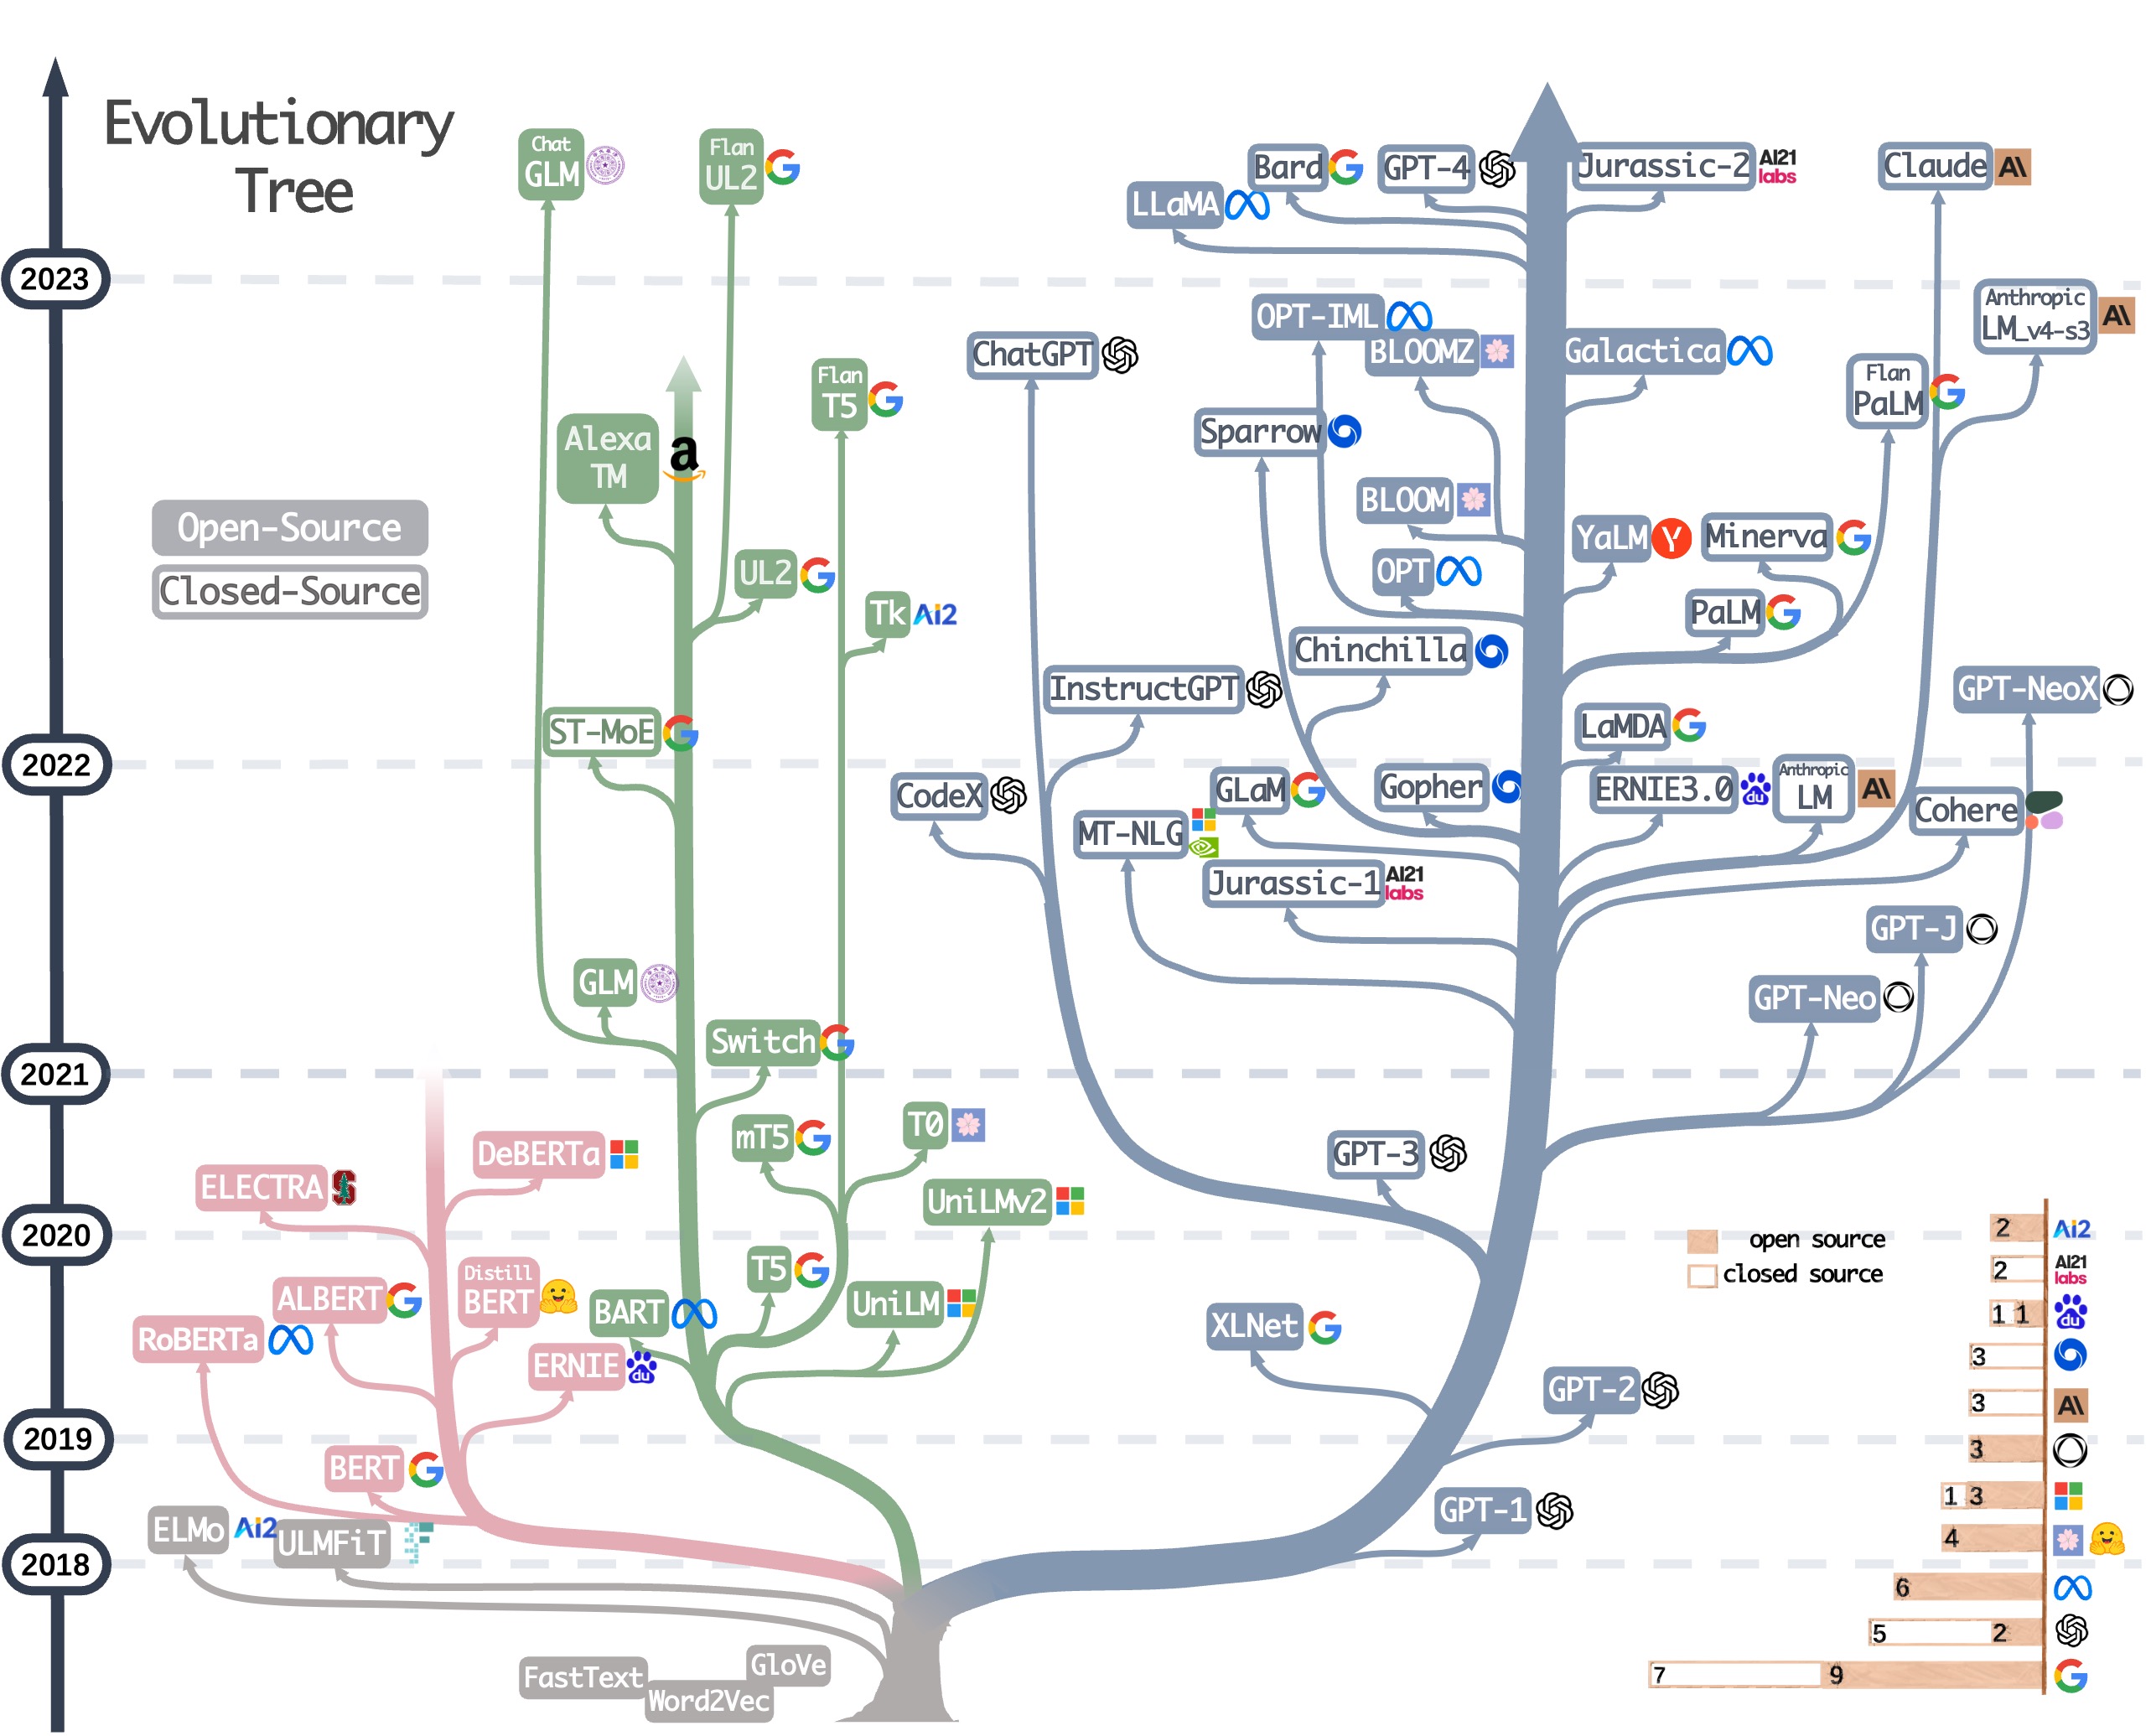 Evolutionary
Tree
2023
2022
2021
2020
2019
2018
Open-Source
Closed-Source
Chat
GLM
Flan
UL2
Alexa
TM
a
Flan
T5
UL2
Tk
Ai2
ST-MoE
GLM
Switch
mT5
T0
UniLMv2
T5
UniLM
BART
DeBERTa
ELECTRA
ALBERT
Distill
BERT
RoBERTa
ERNIE
du
BERT
ELMo
Ai2
ULMFiT
FastText
Word2Vec
GloVe
LLaMA
Bard
GPT-4
Jurassic-2
AI21
labs
Claude
A\
OPT-IML
BLOOMZ
Galactica
Anthropic
LM_v4-s3
A\
ChatGPT
Sparrow
Flan
PaLM
BLOOM
YaLM
Y
Minerva
OPT
PaLM
Chinchilla
InstructGPT
GPT-NeoX
LaMDA
CodeX
GLaM
Gopher
ERNIE3.0
du
Anthropic
LM
A\
Cohere
MT-NLG
Jurassic-1
AI21
labs
GPT-J
GPT-Neo
GPT-3
XLNet
GPT-2
GPT-1
open source
closed source
2
Ai2
2
AI21
labs
1 1
du
3
3
A\
3
1 3
4
6
5 2
7 9